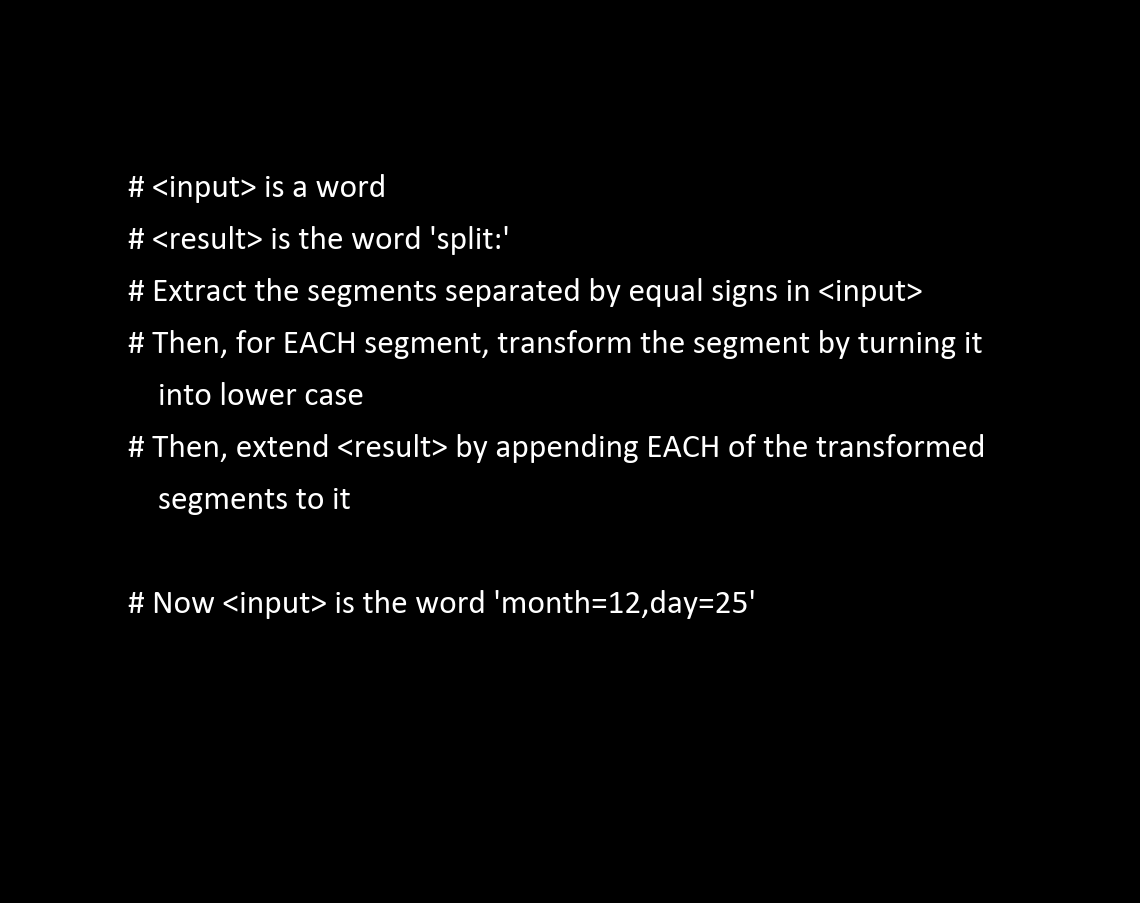 # <input> is a word
# <result> is the word 'split:'
# Extract the segments separated by equal signs in <input>
# Then, for EACH segment, transform the segment by turning it
into lower case
# Then, extend <result> by appending EACH of the transformed
segments to it
# Now <input> is the word 'month=12,day=25'